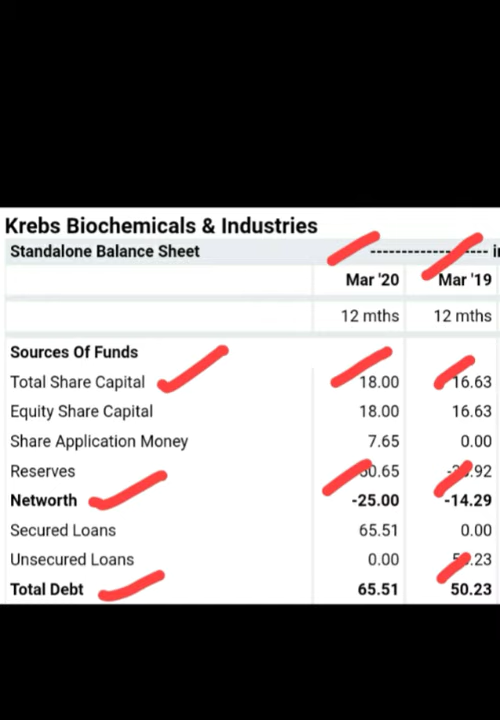 Krebs Biochemicals & Industries
Standalone Balance Sheet ------------------- i
Mar '20 Mar '19
12 mths 12 mths
Sources Of Funds
Total Share Capital 18.00 16.63
Equity Share Capital 18.00 16.63
Share Application Money 7.65 0.00
Reserves
Networth -25.00 -14.29
Secured Loans 65.51 0.00
Unsecured Loans 0.00
Total Debt 65.51 50.23